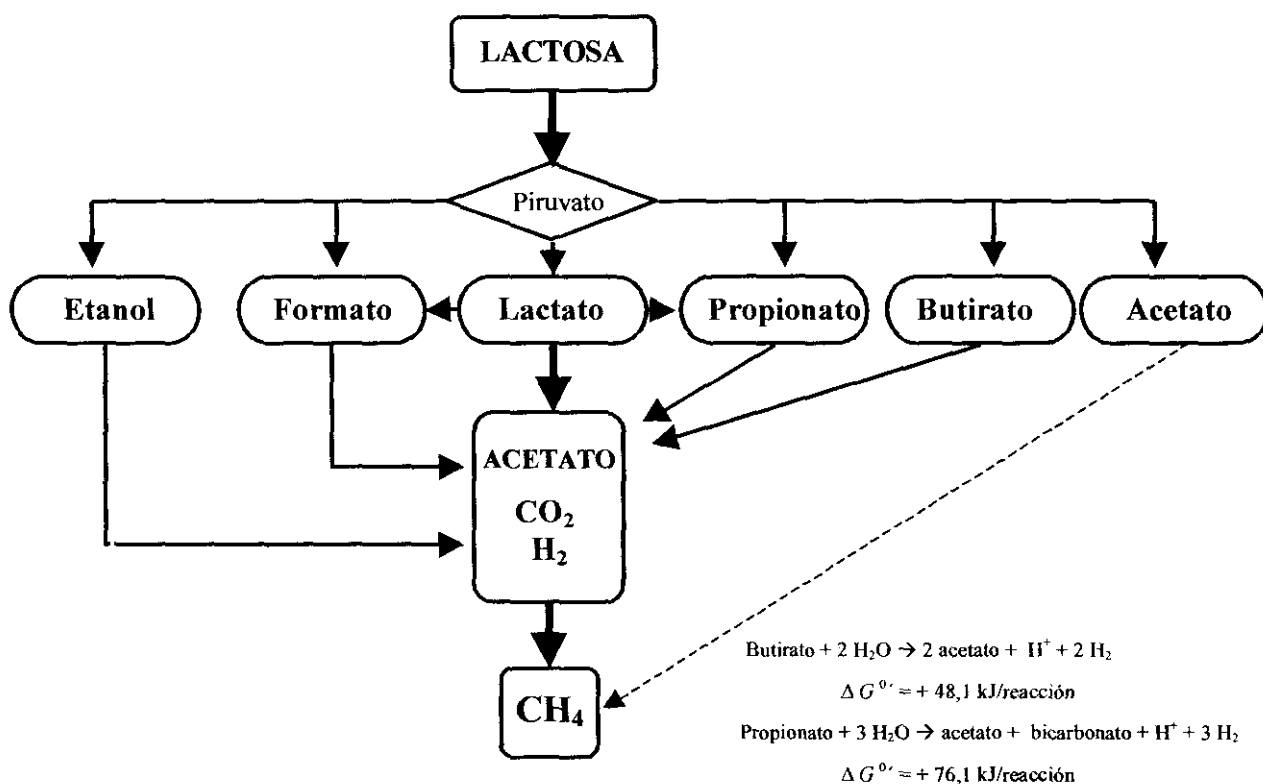 LACTOSA
Piruvato
Etanol
Formato
Lactato
Propionato
Butirato
Acetato
ACETATO
CO₂
H₂
CH₄
Butirato + 2 H₂O → 2 acetato + H⁺ + 2 H₂
Δ G⁰′ = + 48,1 kJ/reacción
Propionato + 3 H₂O → acetato + bicarbonato + H⁺ + 3 H₂
Δ G⁰′ = + 76,1 kJ/reacción